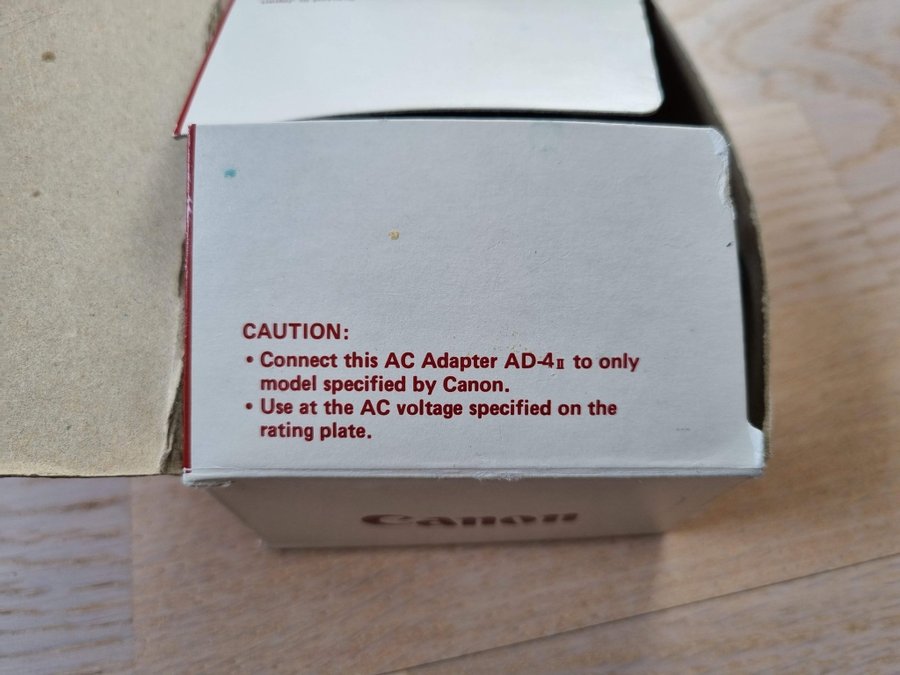 CAUTION:
• Connect this AC Adapter AD-4II to only
model specified by Canon.
• Use at the AC voltage specified on the
rating plate.
Canon